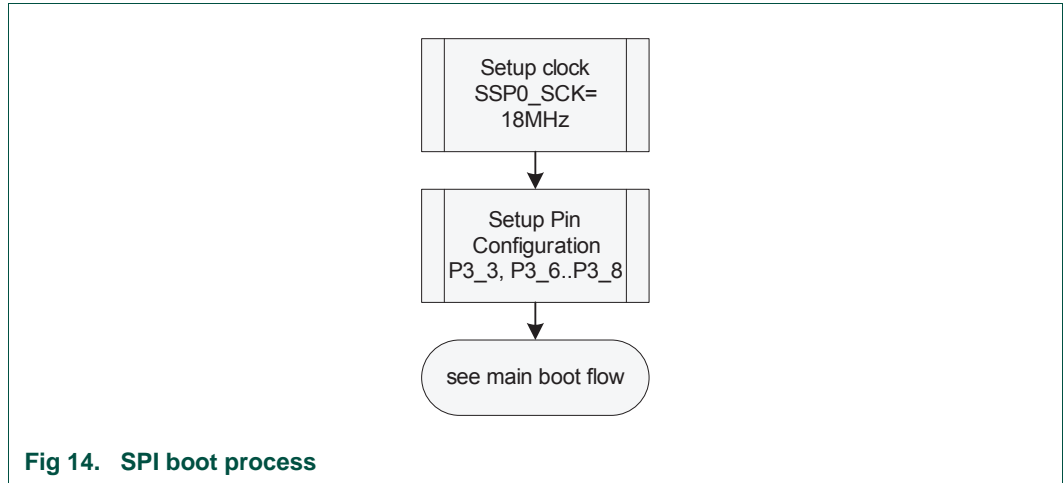 Setup clock
SSP0_SCK=
18MHz
Setup Pin
Configuration
P3_3, P3_6..P3_8
see main boot flow
Fig 14. SPI boot process